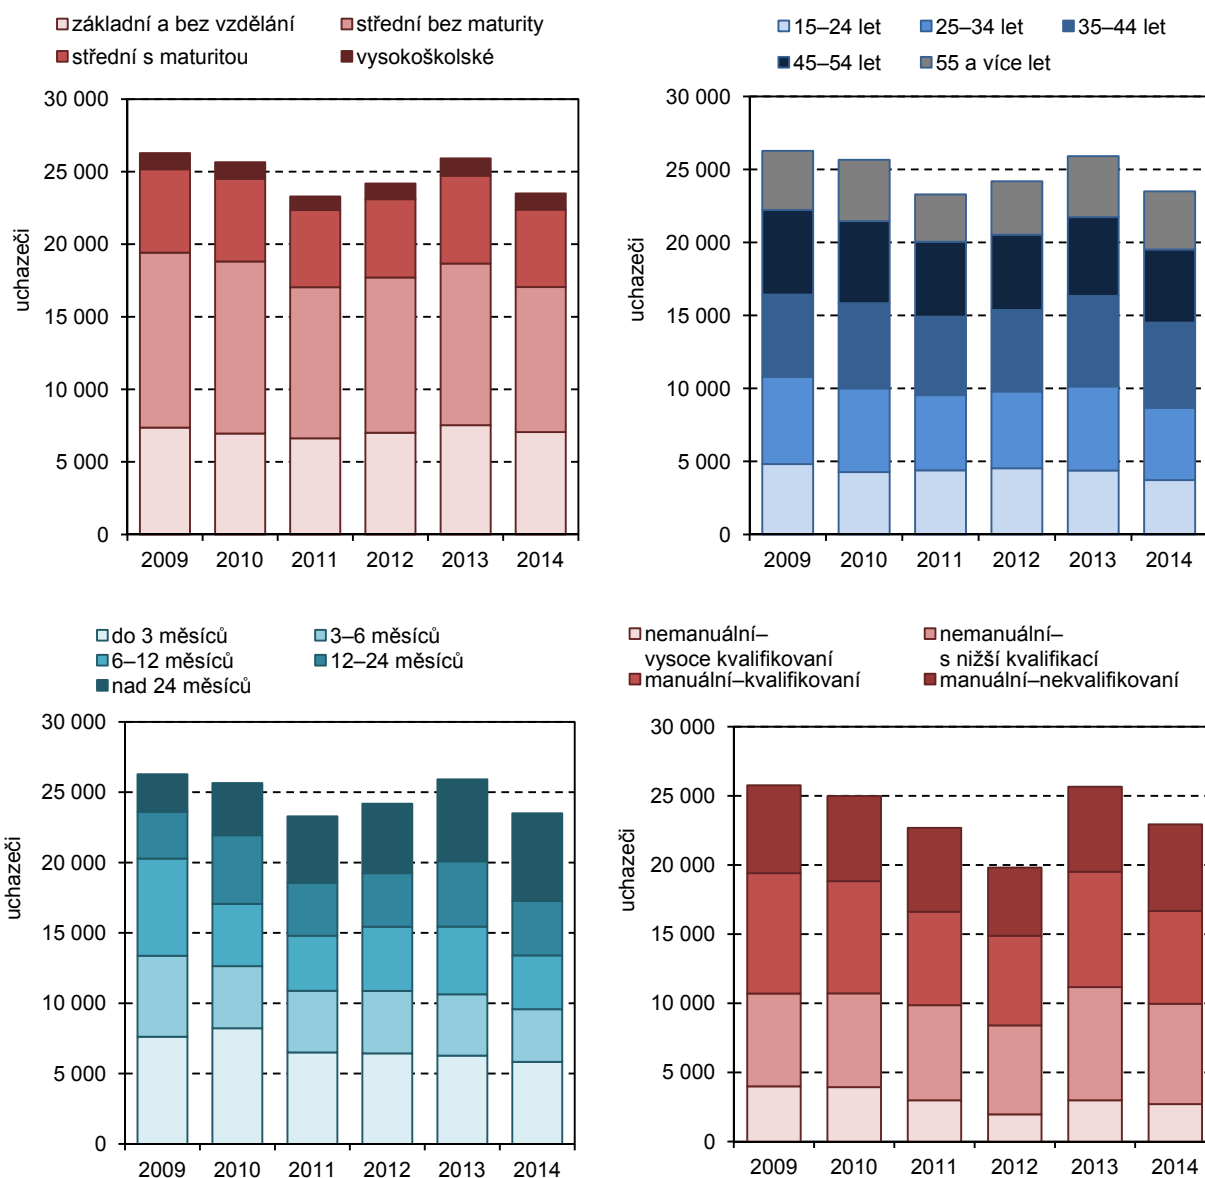 základní a bez vzdělání střední bez maturity
střední s maturitou vysokoškolské
30 000
25 000
20 000
15 000
10 000
5 000
0
uchazeči
2009 2010 2011 2012 2013 2014
15–24 let 25–34 let 35–44 let
45–54 let 55 a více let
30 000
25 000
20 000
15 000
10 000
5 000
0
uchazeči
2009 2010 2011 2012 2013 2014
do 3 měsíců 3–6 měsíců
6–12 měsíců 12–24 měsíců
nad 24 měsíců
30 000
25 000
20 000
15 000
10 000
5 000
0
uchazeči
2009 2010 2011 2012 2013 2014
nemanuální– nemanuální–
vysoce kvalifikovaní s nižší kvalifikací
manuální–kvalifikovaní manuální–nekvalifikovaní
30 000
25 000
20 000
15 000
10 000
5 000
0
uchazeči
2009 2010 2011 2012 2013 2014